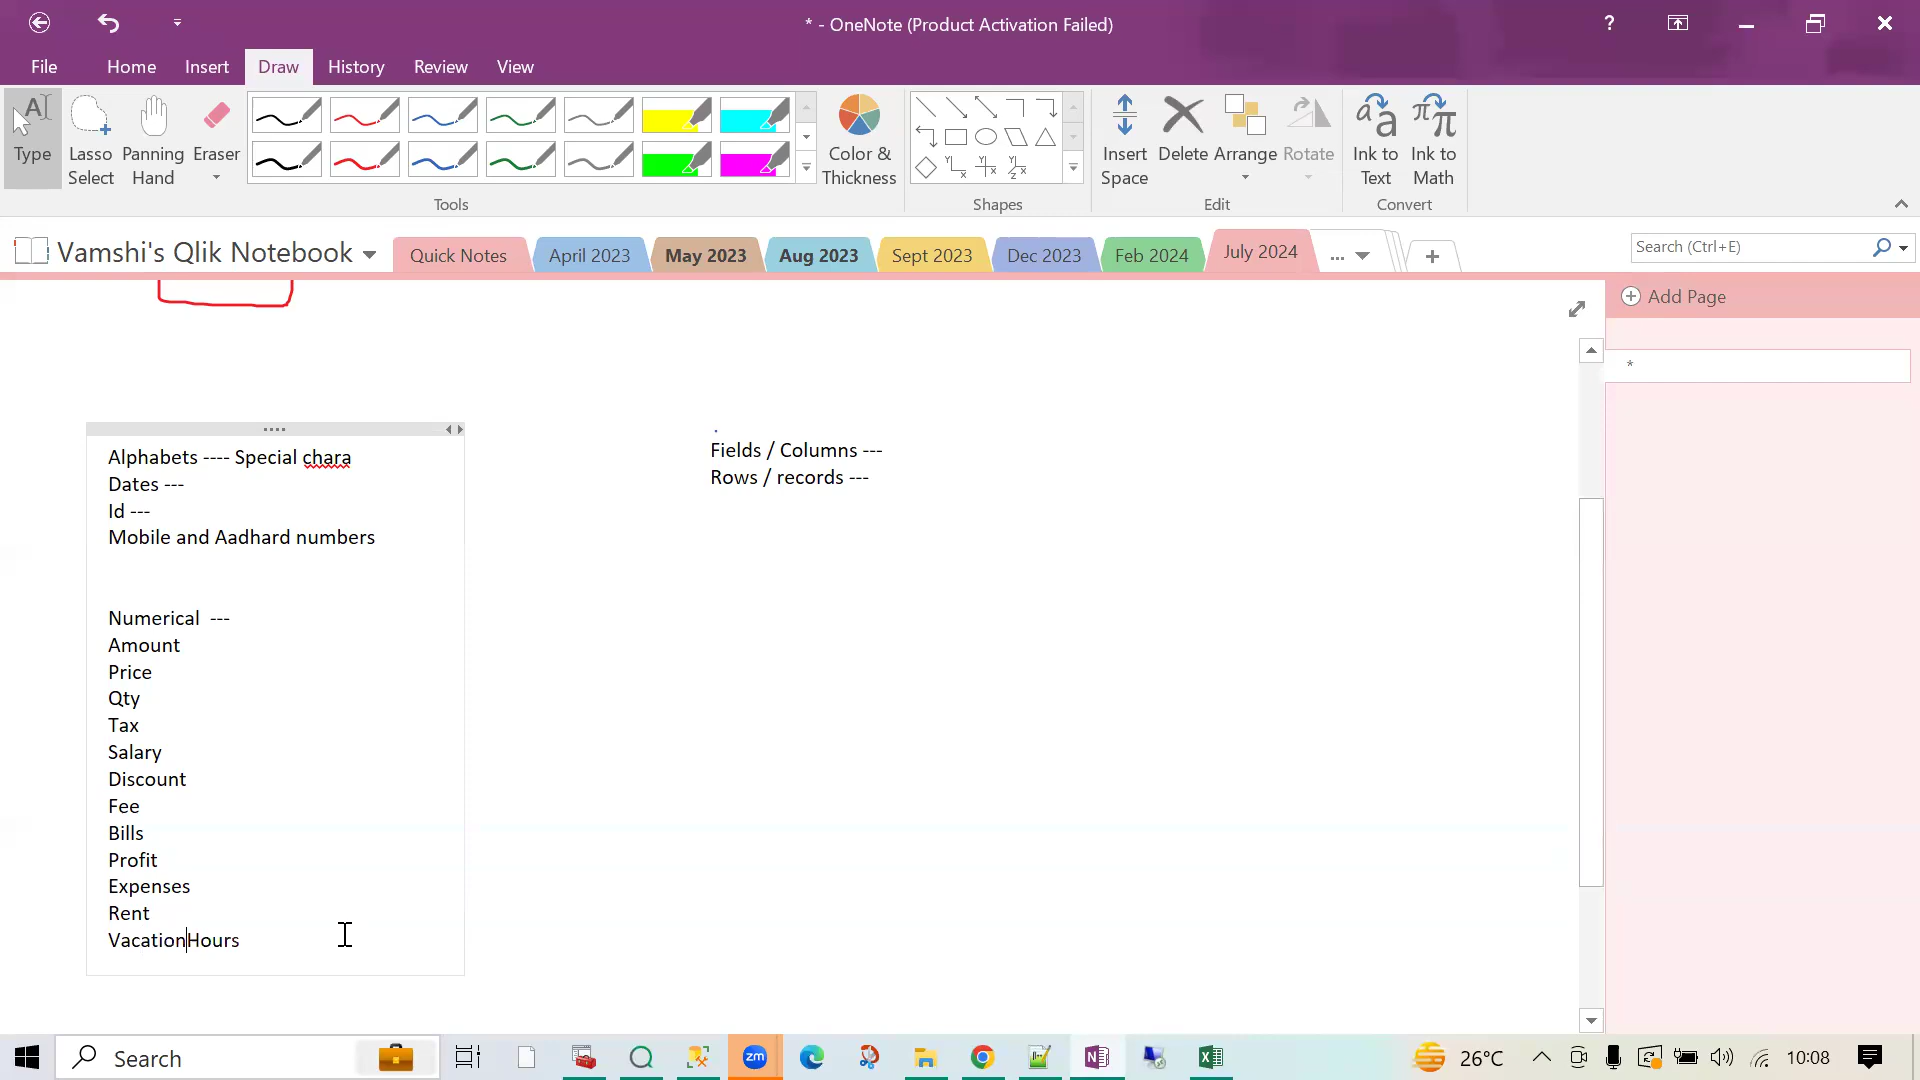 * - OneNote (Product Activation Failed)
?
File Home Insert Draw History Review View
Type
Lasso Select
Panning Hand
Eraser
Color & Thickness
Insert Space
Delete
Arrange
Rotate
Ink to Text
Ink to Math
Tools
Shapes
Edit
Convert
Vamshi's Qlik Notebook
Quick Notes
April 2023
May 2023
Aug 2023
Sept 2023
Dec 2023
Feb 2024
July 2024
...
Search (Ctrl+E)
Add Page
*
Alphabets ---- Special chara
Dates ---
Id ---
Mobile and Aadhard numbers
Numerical ---
Amount
Price
Qty
Tax
Salary
Discount
Fee
Bills
Profit
Expenses
Rent
VacationHours
Fields / Columns ---
Rows / records ---
Search
zm
26°C
10:08